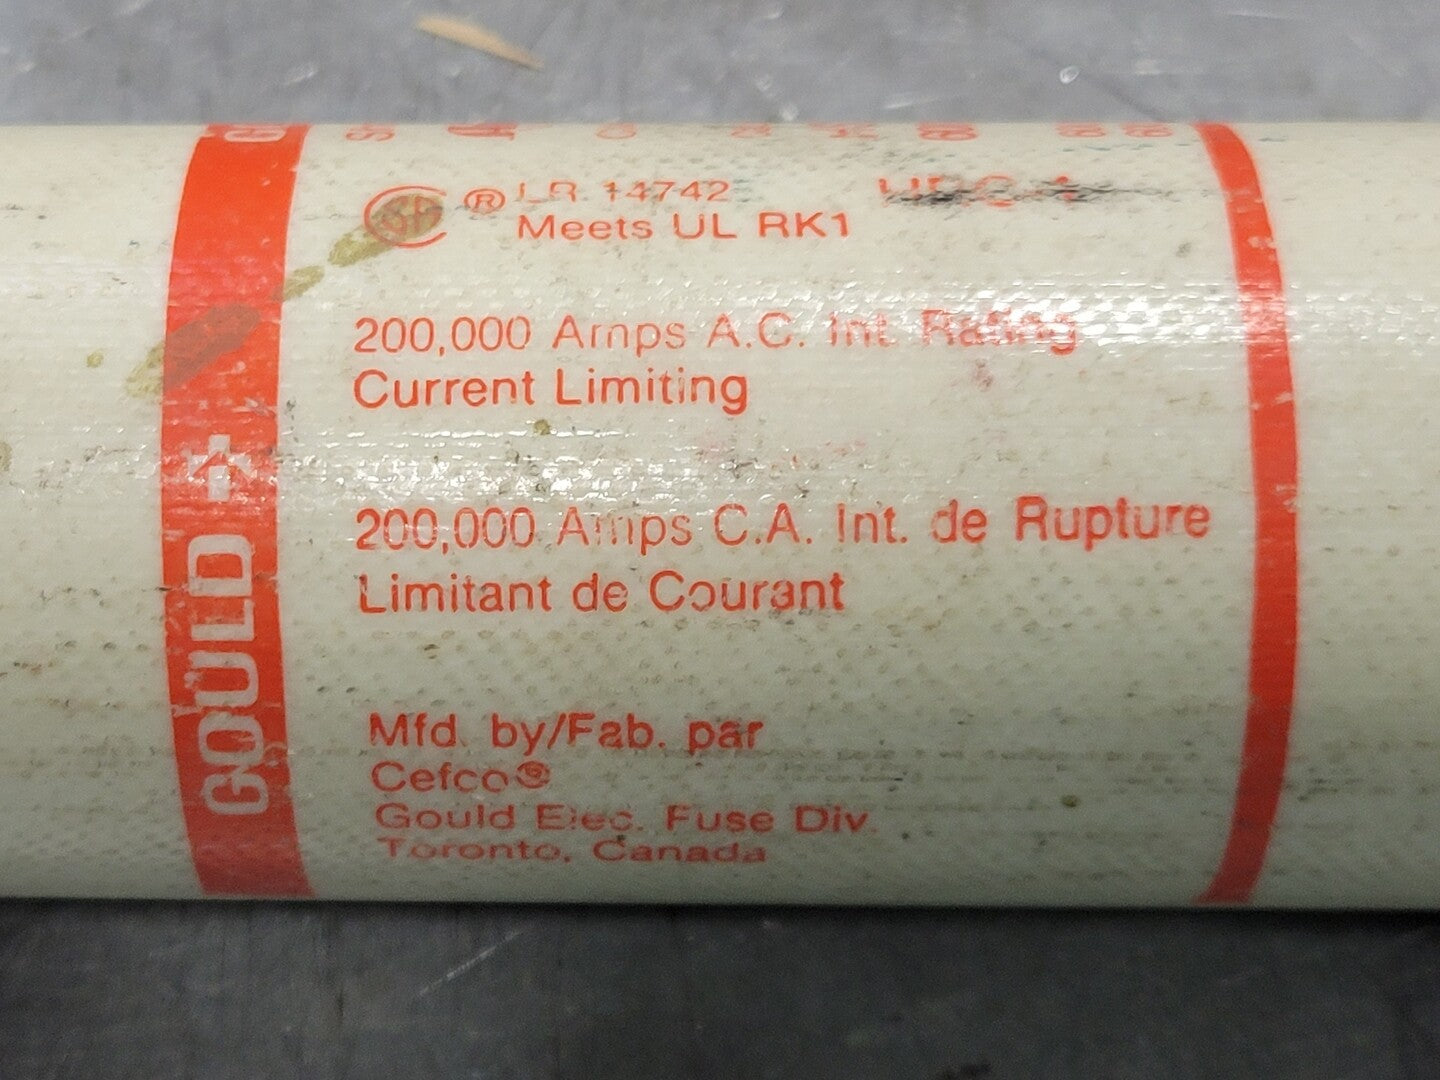 GOULD
® LR 14742
Meets UL RK1
200,000 Amps A.C. Int. Rating
Current Limiting
200,000 Amps C.A. Int. de Rupture
Limitant de Courant
Mfd. by/Fab. par
Cefco®
Gould Elec. Fuse Div.
Toronto, Canada